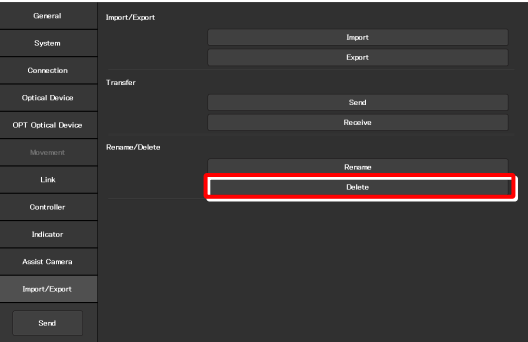 General
System
Connection
Optical Device
OPT Optical Device
Movement
Link
Controller
Indicator
Assist Camera
Import/Export
Send
Import/Export
Import
Export
Transfer
Send
Receive
Rename/Delete
Rename
Delete